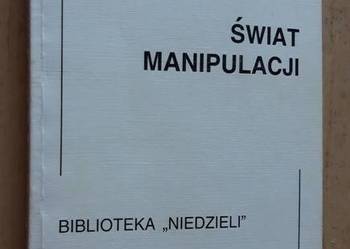 ŚWIAT
MANIPULACJI
BIBLIOTEKA „NIEDZIELI”